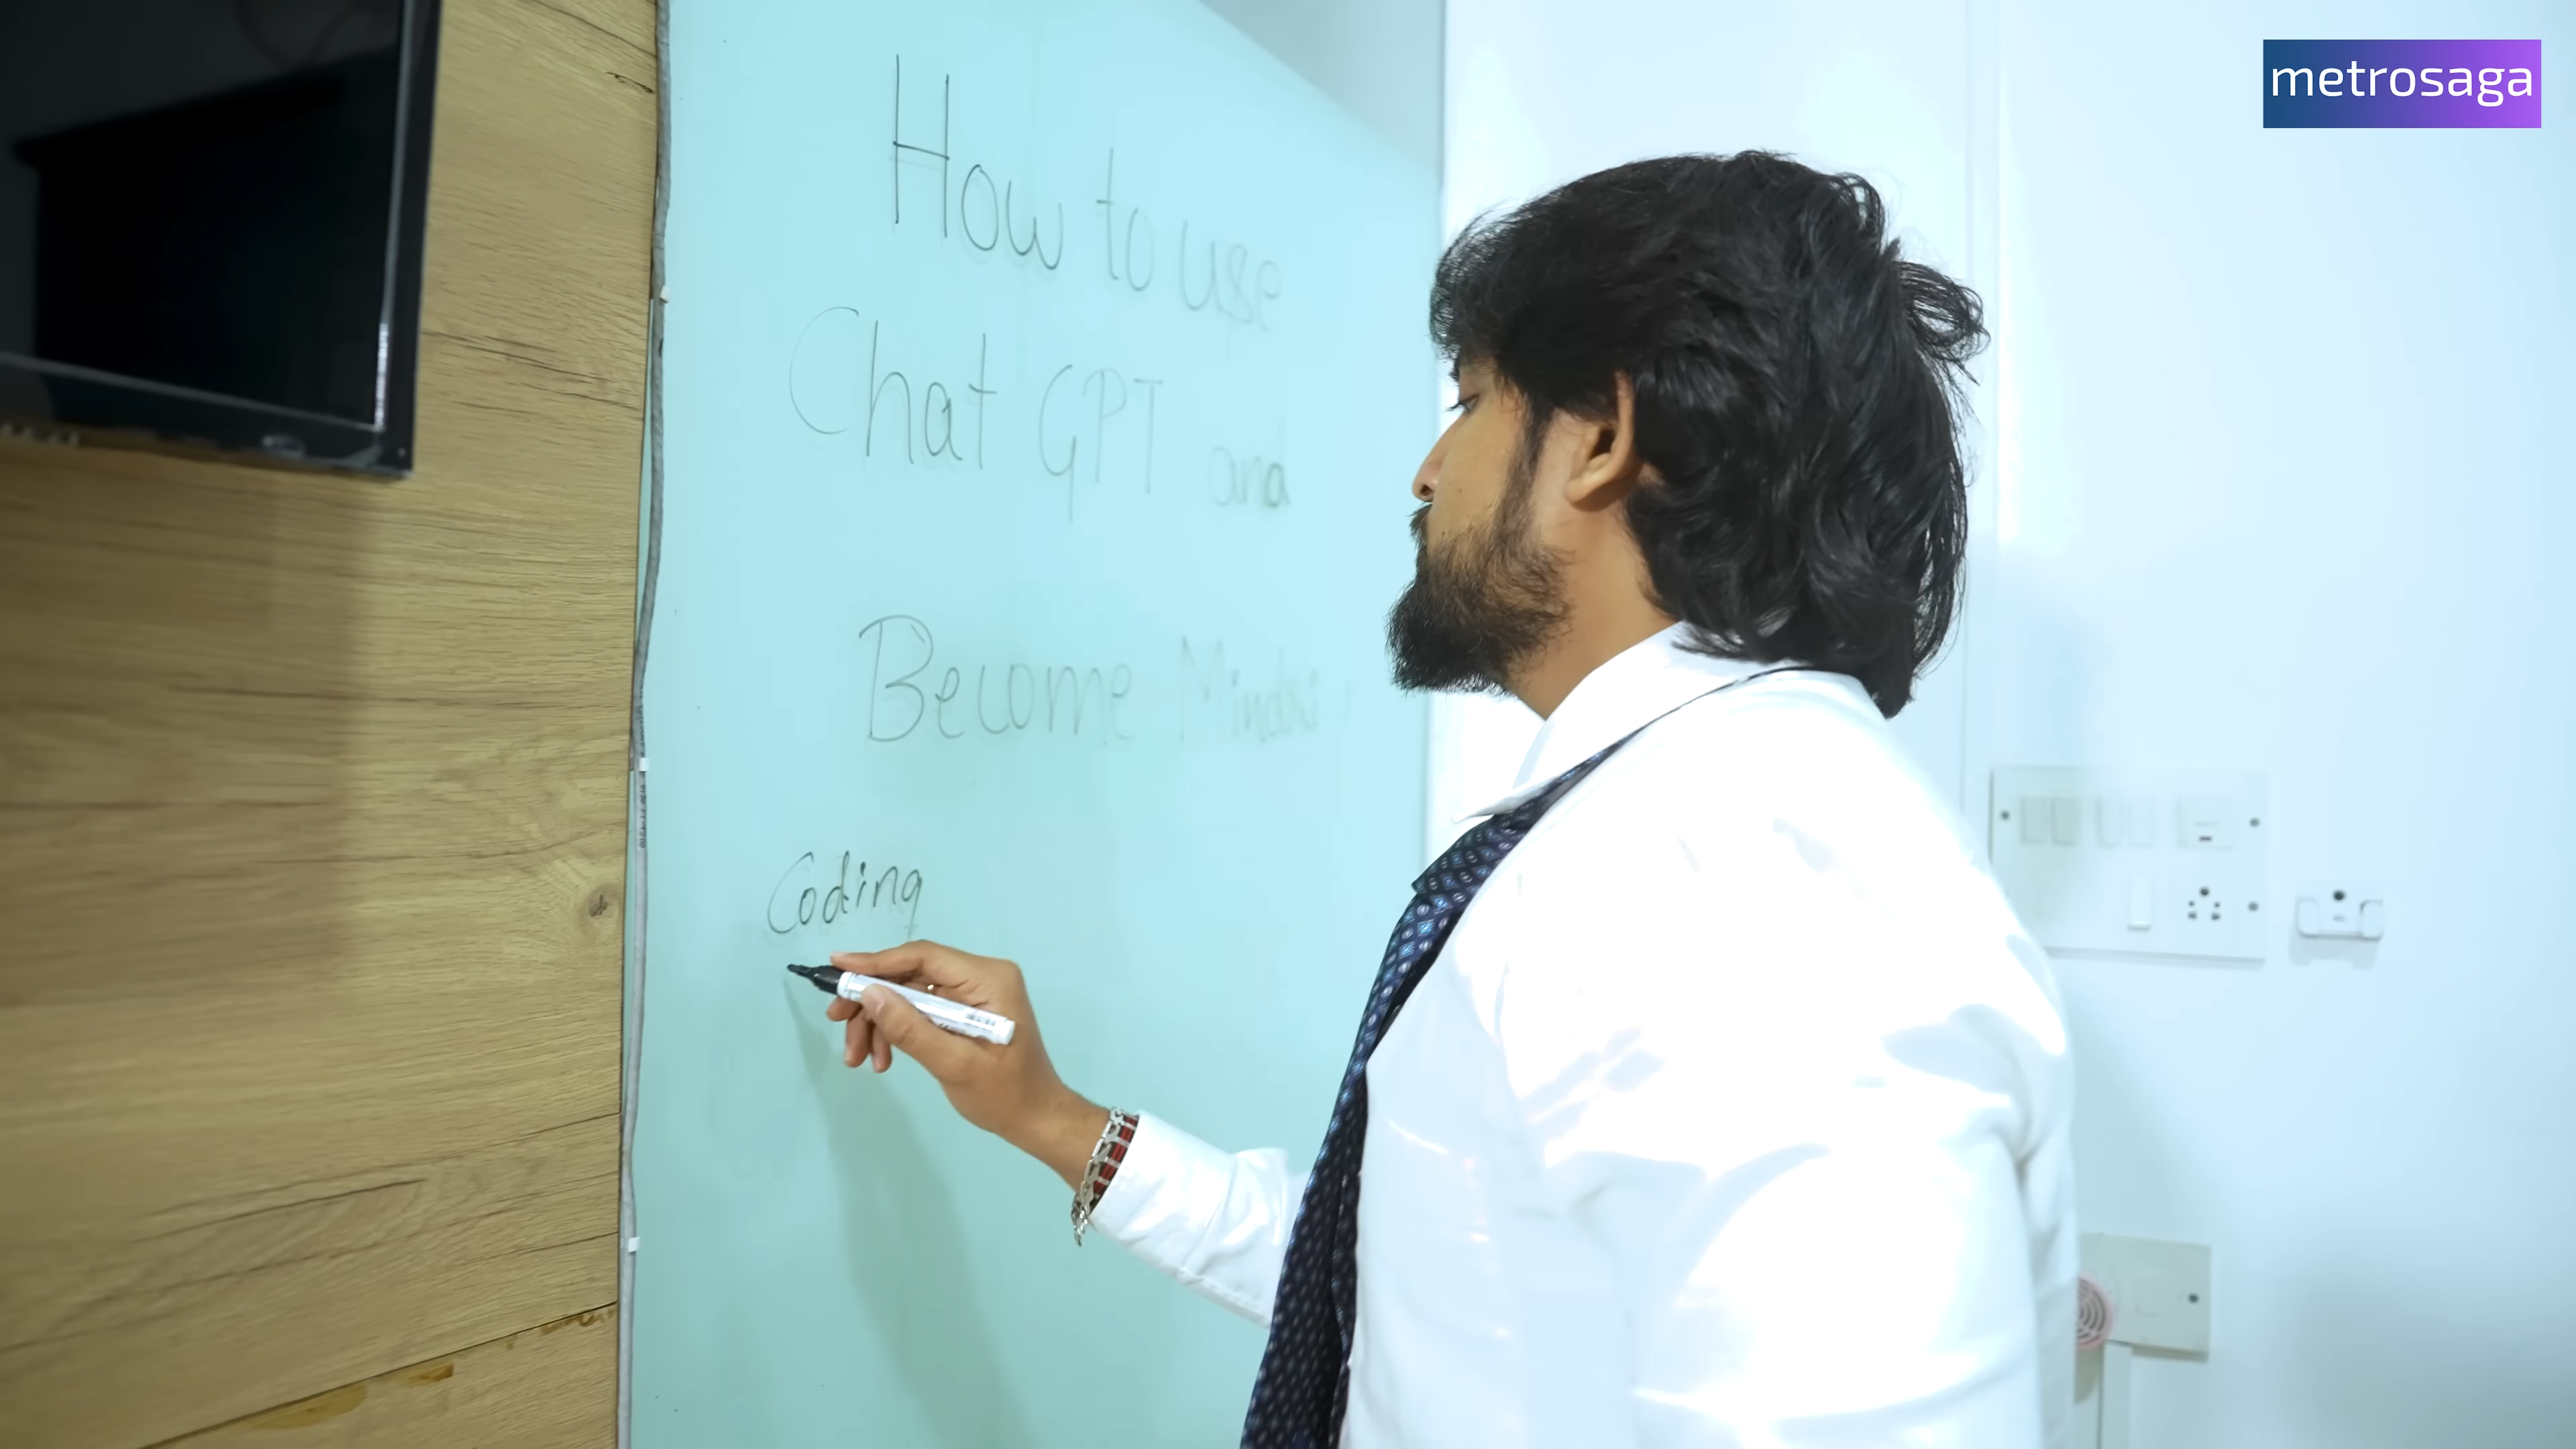 metrosaga
How to use
Chat GPT and
Become
Coding